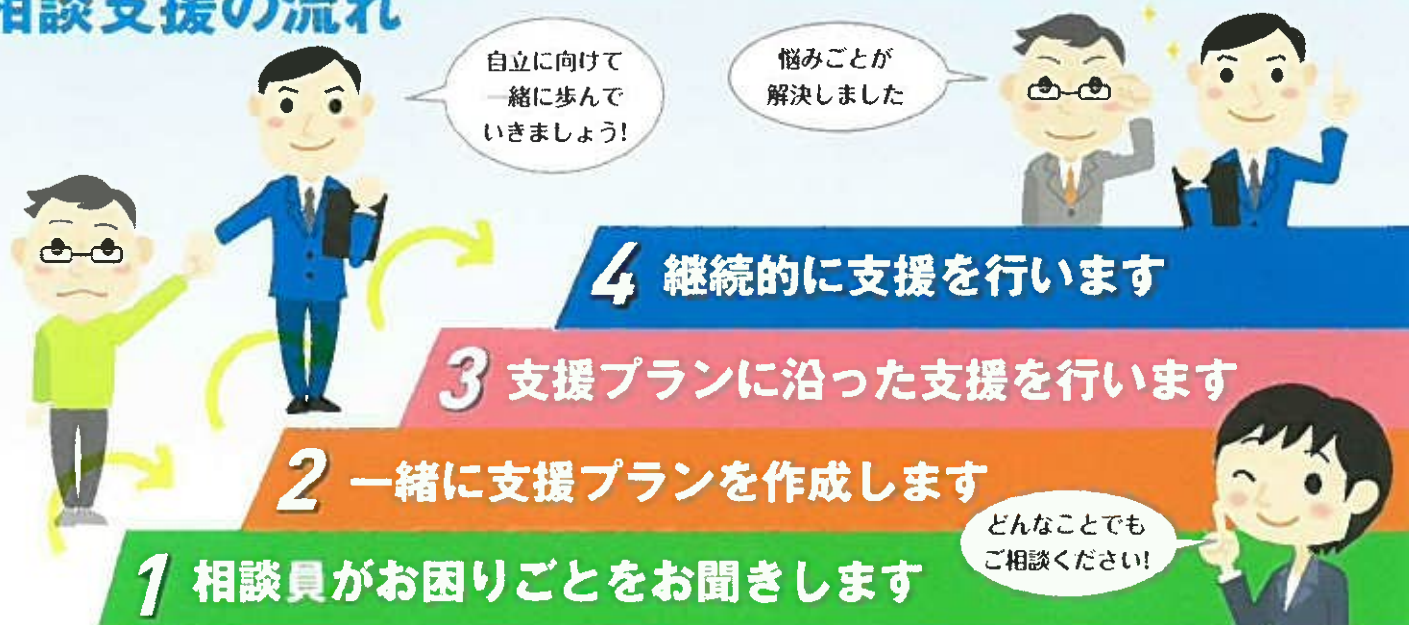 相談支援の流れ
自立に向けて
一緒に歩んで
いきましょう!
悩みごとが
解決しました
4 継続的に支援を行います
3 支援プランに沿った支援を行います
2 一緒に支援プランを作成します
どんなことでも
ご相談ください!
1 相談員がお困りごとをお聞きします